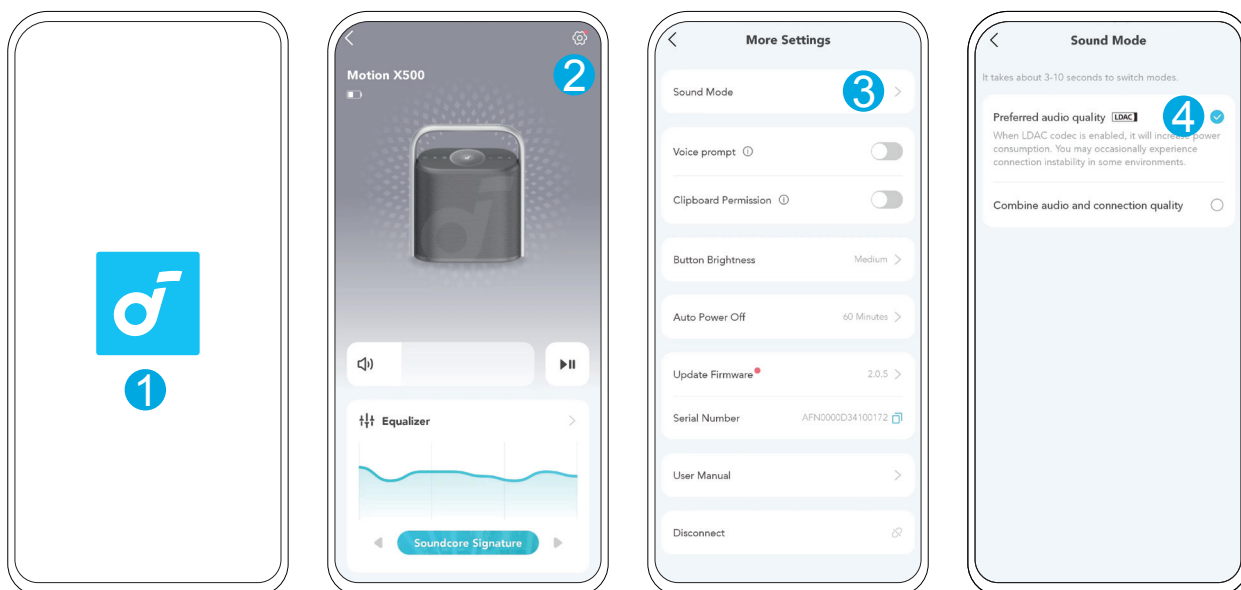 1
2
Motion X500
Equalizer
Soundcore Signature
More Settings
Sound Mode
3
Voice prompt
Clipboard Permission
Button Brightness Medium
Auto Power Off 60 Minutes
Update Firmware 2.0.5
Serial Number AFN0000D34100172
User Manual
Disconnect
Sound Mode
It takes about 3-10 seconds to switch modes.
Preferred audio quality LDAC
4
When LDAC codec is enabled, it will increase power
consumption. You may occasionally experience
connection instability in some environments.
Combine audio and connection quality